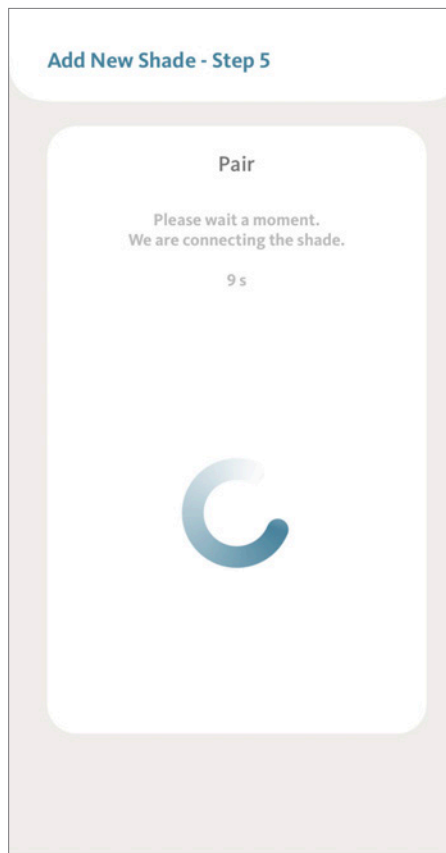 Add New Shade - Step 5
Pair
Please wait a moment.
We are connecting the shade.
9 s